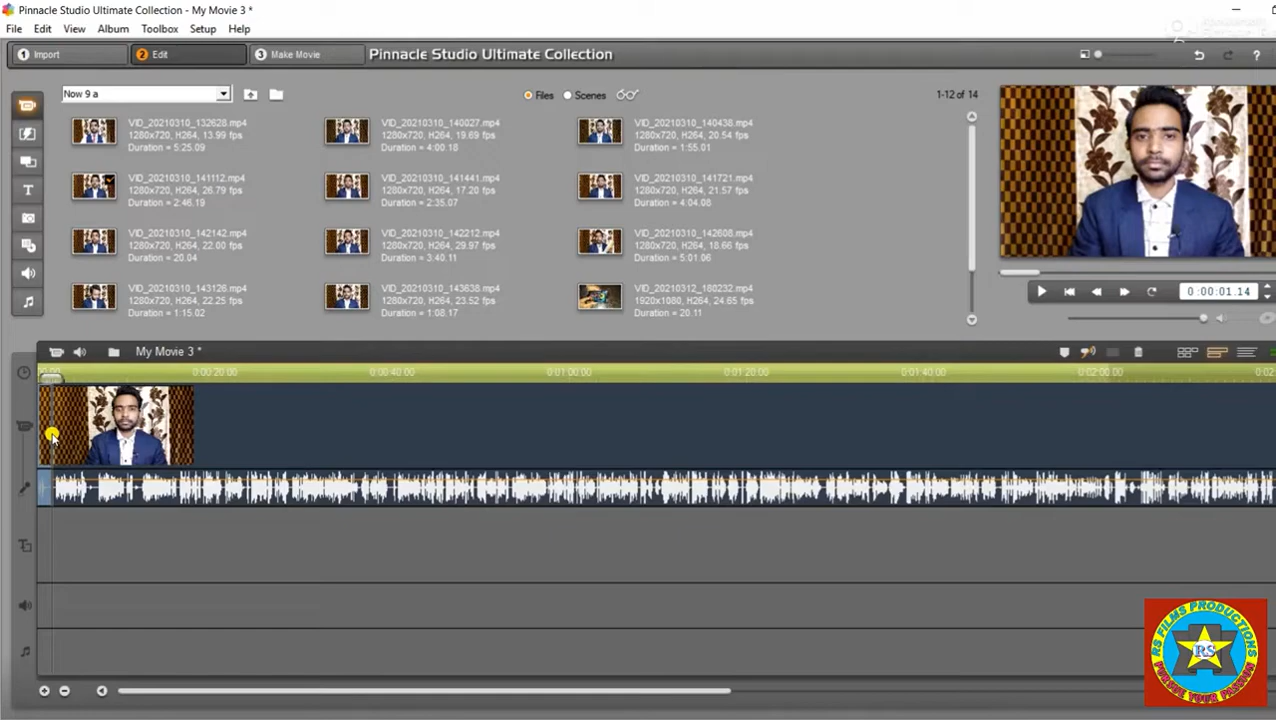 Pinnacle Studio Ultimate Collection - My Movie 3 *
File Edit View Album Toolbox Setup Help
1 Import 2 Edit 3 Make Movie Pinnacle Studio Ultimate Collection
Now 9 a Files Scenes 1-12 of 14
VID_20210310_132628.mp4
1280x720, H264, 13.99 fps
Duration = 5:25.09
VID_20210310_140027.mp4
1280x720, H264, 19.69 fps
Duration = 4:00.18
VID_20210310_140438.mp4
1280x720, H264, 20.54 fps
Duration = 1:55.01
VID_20210310_141112.mp4
1280x720, H264, 26.79 fps
Duration = 2:46.19
VID_20210310_141441.mp4
1280x720, H264, 17.20 fps
Duration = 2:35.07
VID_20210310_141721.mp4
1280x720, H264, 21.57 fps
Duration = 4:04.08
VID_20210310_142142.mp4
1280x720, H264, 22.00 fps
Duration = 20.04
VID_20210310_142212.mp4
1280x720, H264, 29.97 fps
Duration = 3:40.11
VID_20210310_142608.mp4
1280x720, H264, 18.66 fps
Duration = 5:01.06
VID_20210310_143126.mp4
1280x720, H264, 22.25 fps
Duration = 1:15.02
VID_20210310_143638.mp4
1280x720, H264, 23.52 fps
Duration = 1:08.17
VID_20210312_180232.mp4
1920x1080, H264, 24.65 fps
Duration = 20.11
0:00:01.14
My Movie 3 *
0:00:20.00 0:00:40.00 0:01:00.00 0:01:20.00 0:01:40.00 0:02:00.00
RS FILMS PRODUCTIONS
RS
PURSUE YOUR PASSION